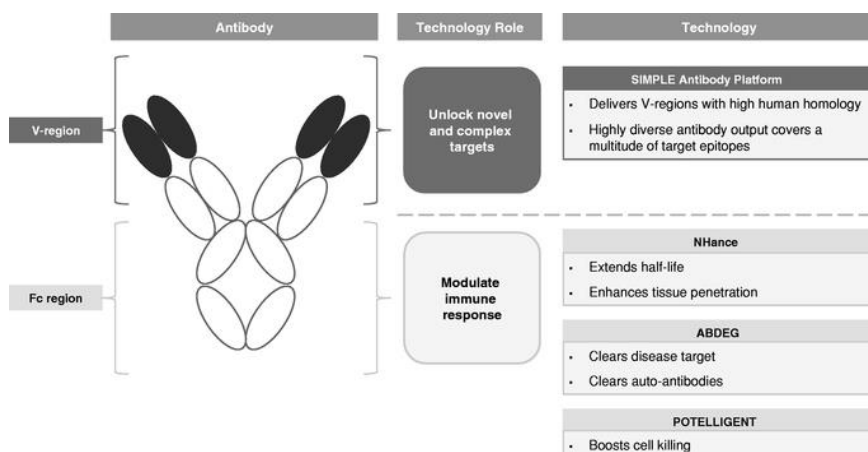 Antibody
Technology Role
Technology
V-region
Unlock novel
and complex
targets
SIMPLE Antibody Platform
• Delivers V-regions with high human homology
• Highly diverse antibody output covers a
multitude of target epitopes
Fc region
Modulate
immune
response
NHance
• Extends half-life
• Enhances tissue penetration
ABDEG
• Clears disease target
• Clears auto-antibodies
POTELLIGENT
• Boosts cell killing